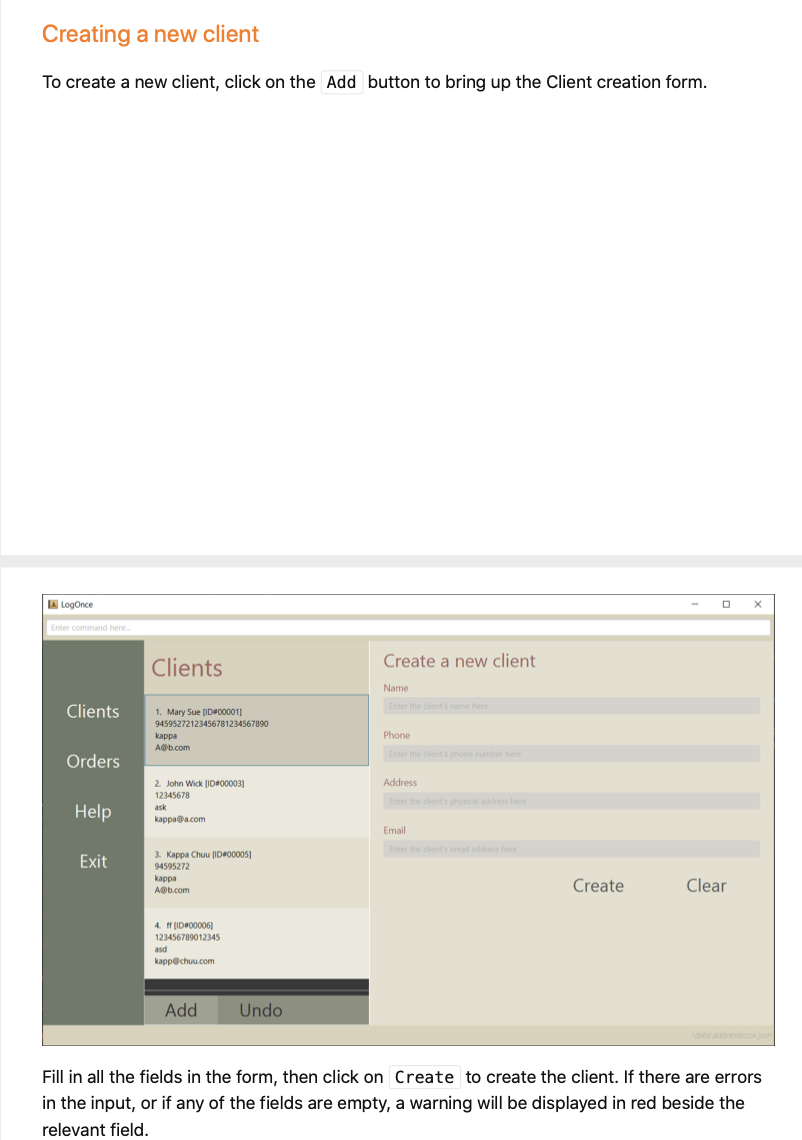 Creating a new client
To create a new client, click on the Add button to bring up the Client creation form.
LogOnce
Enter command here...
Clients
Orders
Help
Exit
Clients
1. Mary Sue [ID#00001]
94595272123456781234567890
kappa
A@b.com
2. John Wick [ID#00003]
12345678
ask
kappa@a.com
3. Kappa Chuu [ID#00005]
94595272
kappa
A@b.com
4. ff [ID#00006]
123456789012345
asd
kapp@chuu.com
Add Undo
Create a new client
Name
Enter the client's name here
Phone
Enter the client's phone number here
Address
Enter the client's physical address here
Email
Enter the client's email address here
Create Clear
\data\addressbook.json
Fill in all the fields in the form, then click on Create to create the client. If there are errors
in the input, or if any of the fields are empty, a warning will be displayed in red beside the
relevant field.